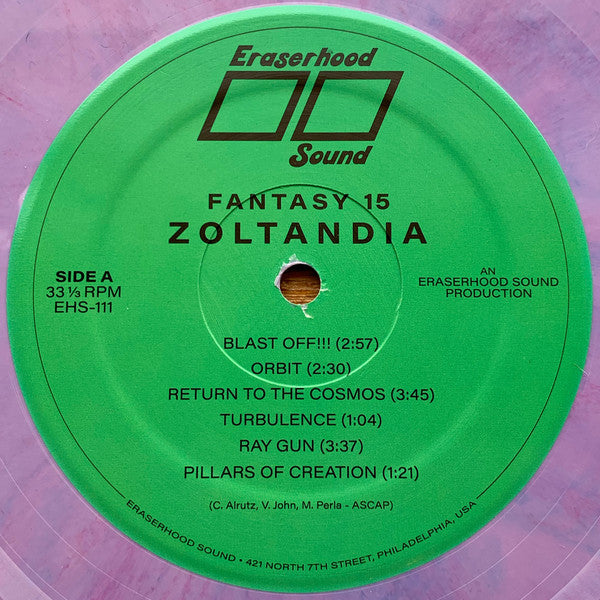 Eraserhood
Sound
FANTASY 15
ZOLTANDIA
SIDE A
33 ⅓ RPM
EHS-111
AN
ERASERHOOD SOUND
PRODUCTION
BLAST OFF!!! (2:57)
ORBIT (2:30)
RETURN TO THE COSMOS (3:45)
TURBULENCE (1:04)
RAY GUN (3:37)
PILLARS OF CREATION (1:21)
(C. Alrutz, V. John, M. Perla - ASCAP)
ERASERHOOD SOUND • 421 NORTH 7TH STREET, PHILADELPHIA, USA